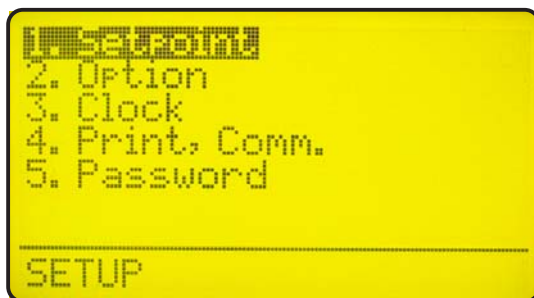 1. Setpoint
2. Option
3. Clock
4. Print, Comm.
5. Password
SETUP